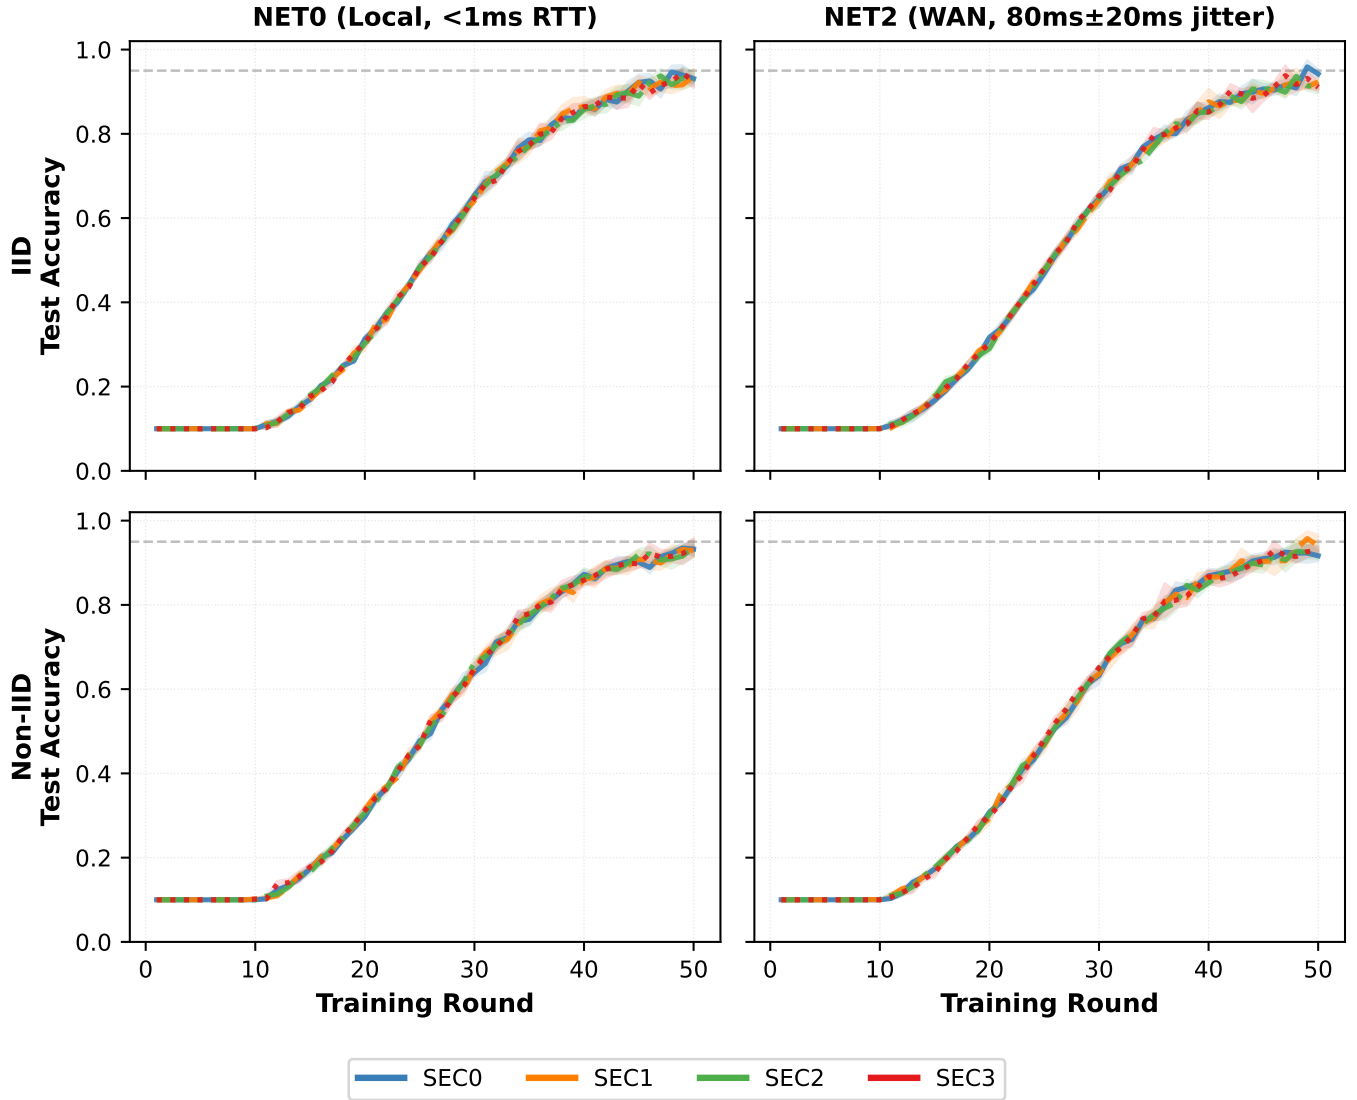 NET0 (Local, <1ms RTT)
NET2 (WAN, 80ms±20ms jitter)
IID
Test Accuracy
1.0
0.8
0.6
0.4
0.2
0.0
Non-IID
Test Accuracy
1.0
0.8
0.6
0.4
0.2
0.0
0 10 20 30 40 50
0 10 20 30 40 50
Training Round
Training Round
SEC0 SEC1 SEC2 SEC3